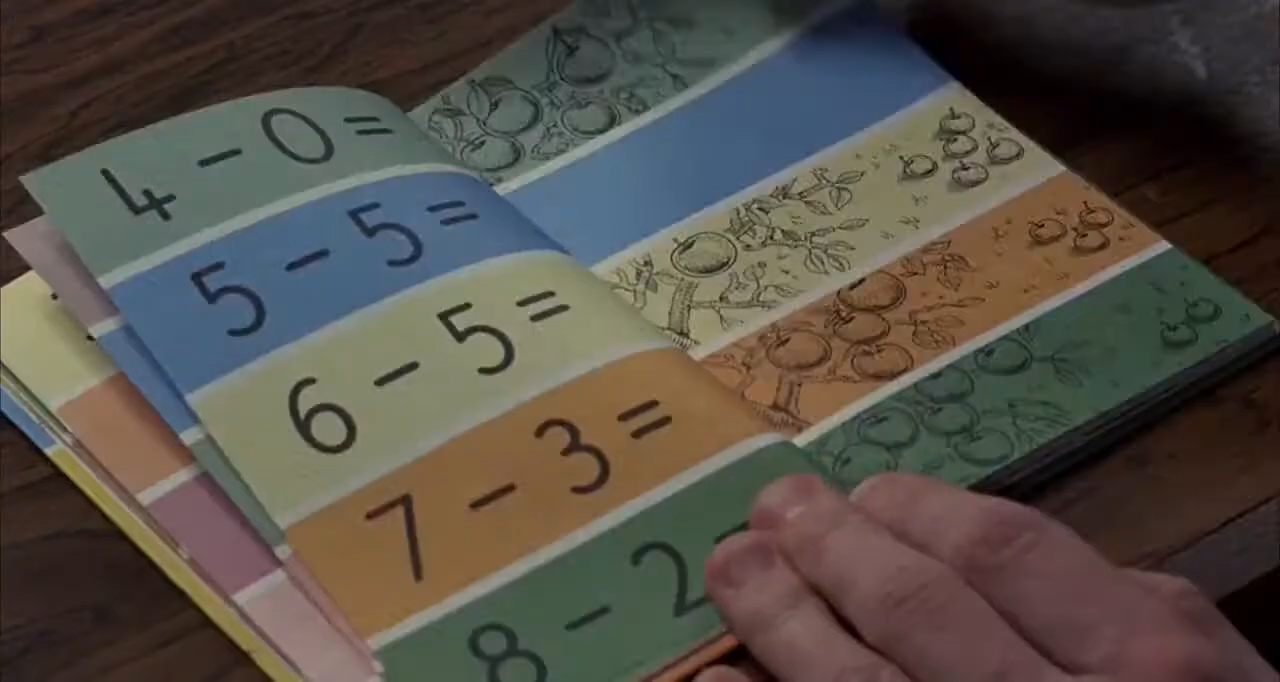 4 - 0 =
5 - 5 =
6 - 5 =
7 - 3 =
8 - 2